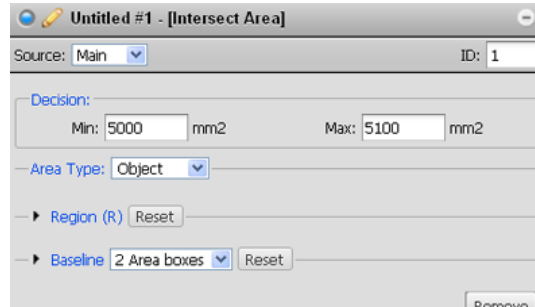 Untitled #1 - [Intersect Area]
Source: Main ID: 1
Decision:
Min: 5000 mm2 Max: 5100 mm2
Area Type: Object
Region (R) Reset
Baseline 2 Area boxes Reset
Remove